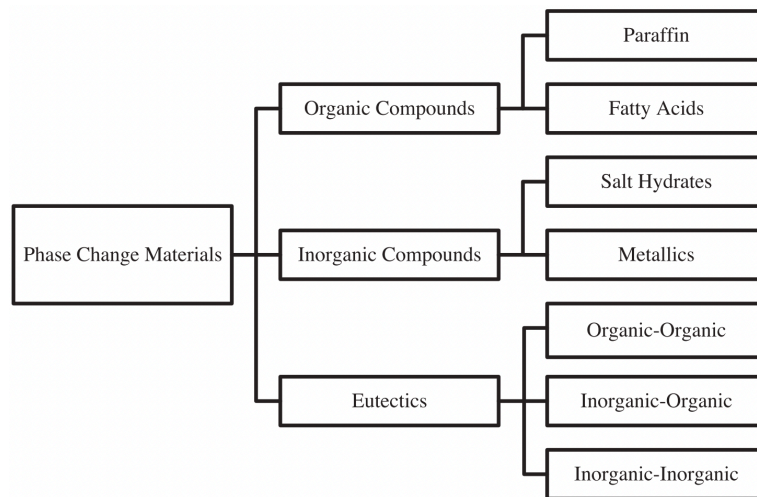 Paraffin
Organic Compounds
Fatty Acids
Salt Hydrates
Phase Change Materials
Inorganic Compounds
Metallics
Organic-Organic
Eutectics
Inorganic-Organic
Inorganic-Inorganic